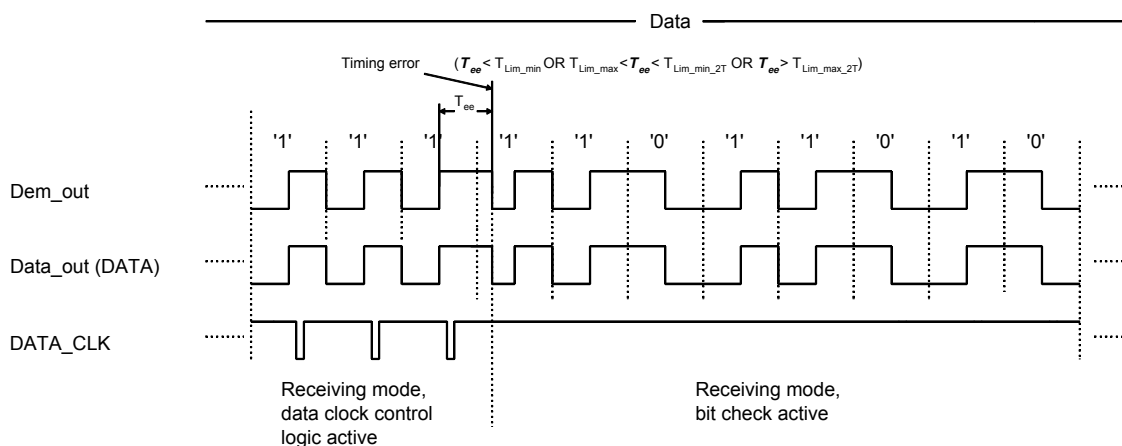 Data
Timing error (Tee < TLim_min OR TLim_max < Tee < TLim_min_2T OR Tee > TLim_max_2T)
Tee
'1' '1' '1' '1' '1' '0' '1' '1' '0' '1' '0'
Dem_out
Data_out (DATA)
DATA_CLK
Receiving mode,
data clock control
logic active
Receiving mode,
bit check active